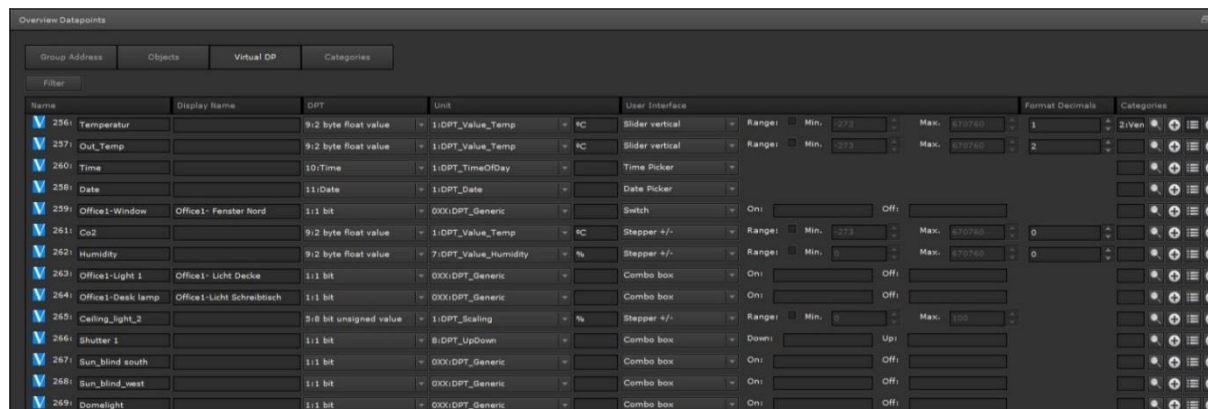 Overview Datapoints
Group Address Objects Virtual DP Categories
Filter
Name Display Name DPT Unit User Interface Format Decimals Categories
256: Temperatur 9:2 byte float value 1:DPT_Value_Temp ºC Slider vertical Range: Min. -273 Max. 670760 1 2:Ven
257: Out_Temp 9:2 byte float value 1:DPT_Value_Temp ºC Slider vertical Range: Min. -273 Max. 670760 2
260: Time 10:Time 1:DPT_TimeOfDay Time Picker
258: Date 11:Date 1:DPT_Date Date Picker
259: Office1-Window Office1- Fenster Nord 1:1 bit 0XX:DPT_Generic Switch On: Off:
261: Co2 9:2 byte float value 1:DPT_Value_Temp ºC Stepper +/- Range: Min. -273 Max. 670760 0
262: Humidity 9:2 byte float value 7:DPT_Value_Humidity % Stepper +/- Range: Min. 0 Max. 670760 0
263: Office1-Light 1 Office1- Licht Decke 1:1 bit 0XX:DPT_Generic Combo box On: Off:
264: Office1-Desk lamp Office1-Licht Schreibtisch 1:1 bit 0XX:DPT_Generic Combo box On: Off:
265: Ceiling_light_2 5:8 bit unsigned value 1:DPT_Scaling % Stepper +/- Range: Min. 0 Max. 100
266: Shutter 1 1:1 bit 8:DPT_UpDown Combo box Down: Up:
267: Sun_blind south 1:1 bit 0XX:DPT_Generic Combo box On: Off:
268: Sun_blind_west 1:1 bit 0XX:DPT_Generic Combo box On: Off:
269: Domelight 1:1 bit 0XX:DPT_Generic Combo box On: Off: